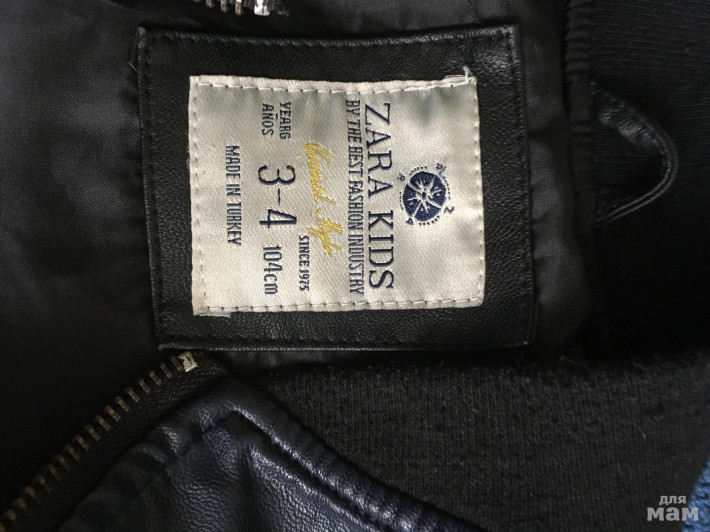 ZARA KIDS
BY THE BEST FASHION INDUSTRY
Casual Style
SINCE 1975
YEARG
AÑOS
3-4
104cm
MADE IN TURKEY
для
мам